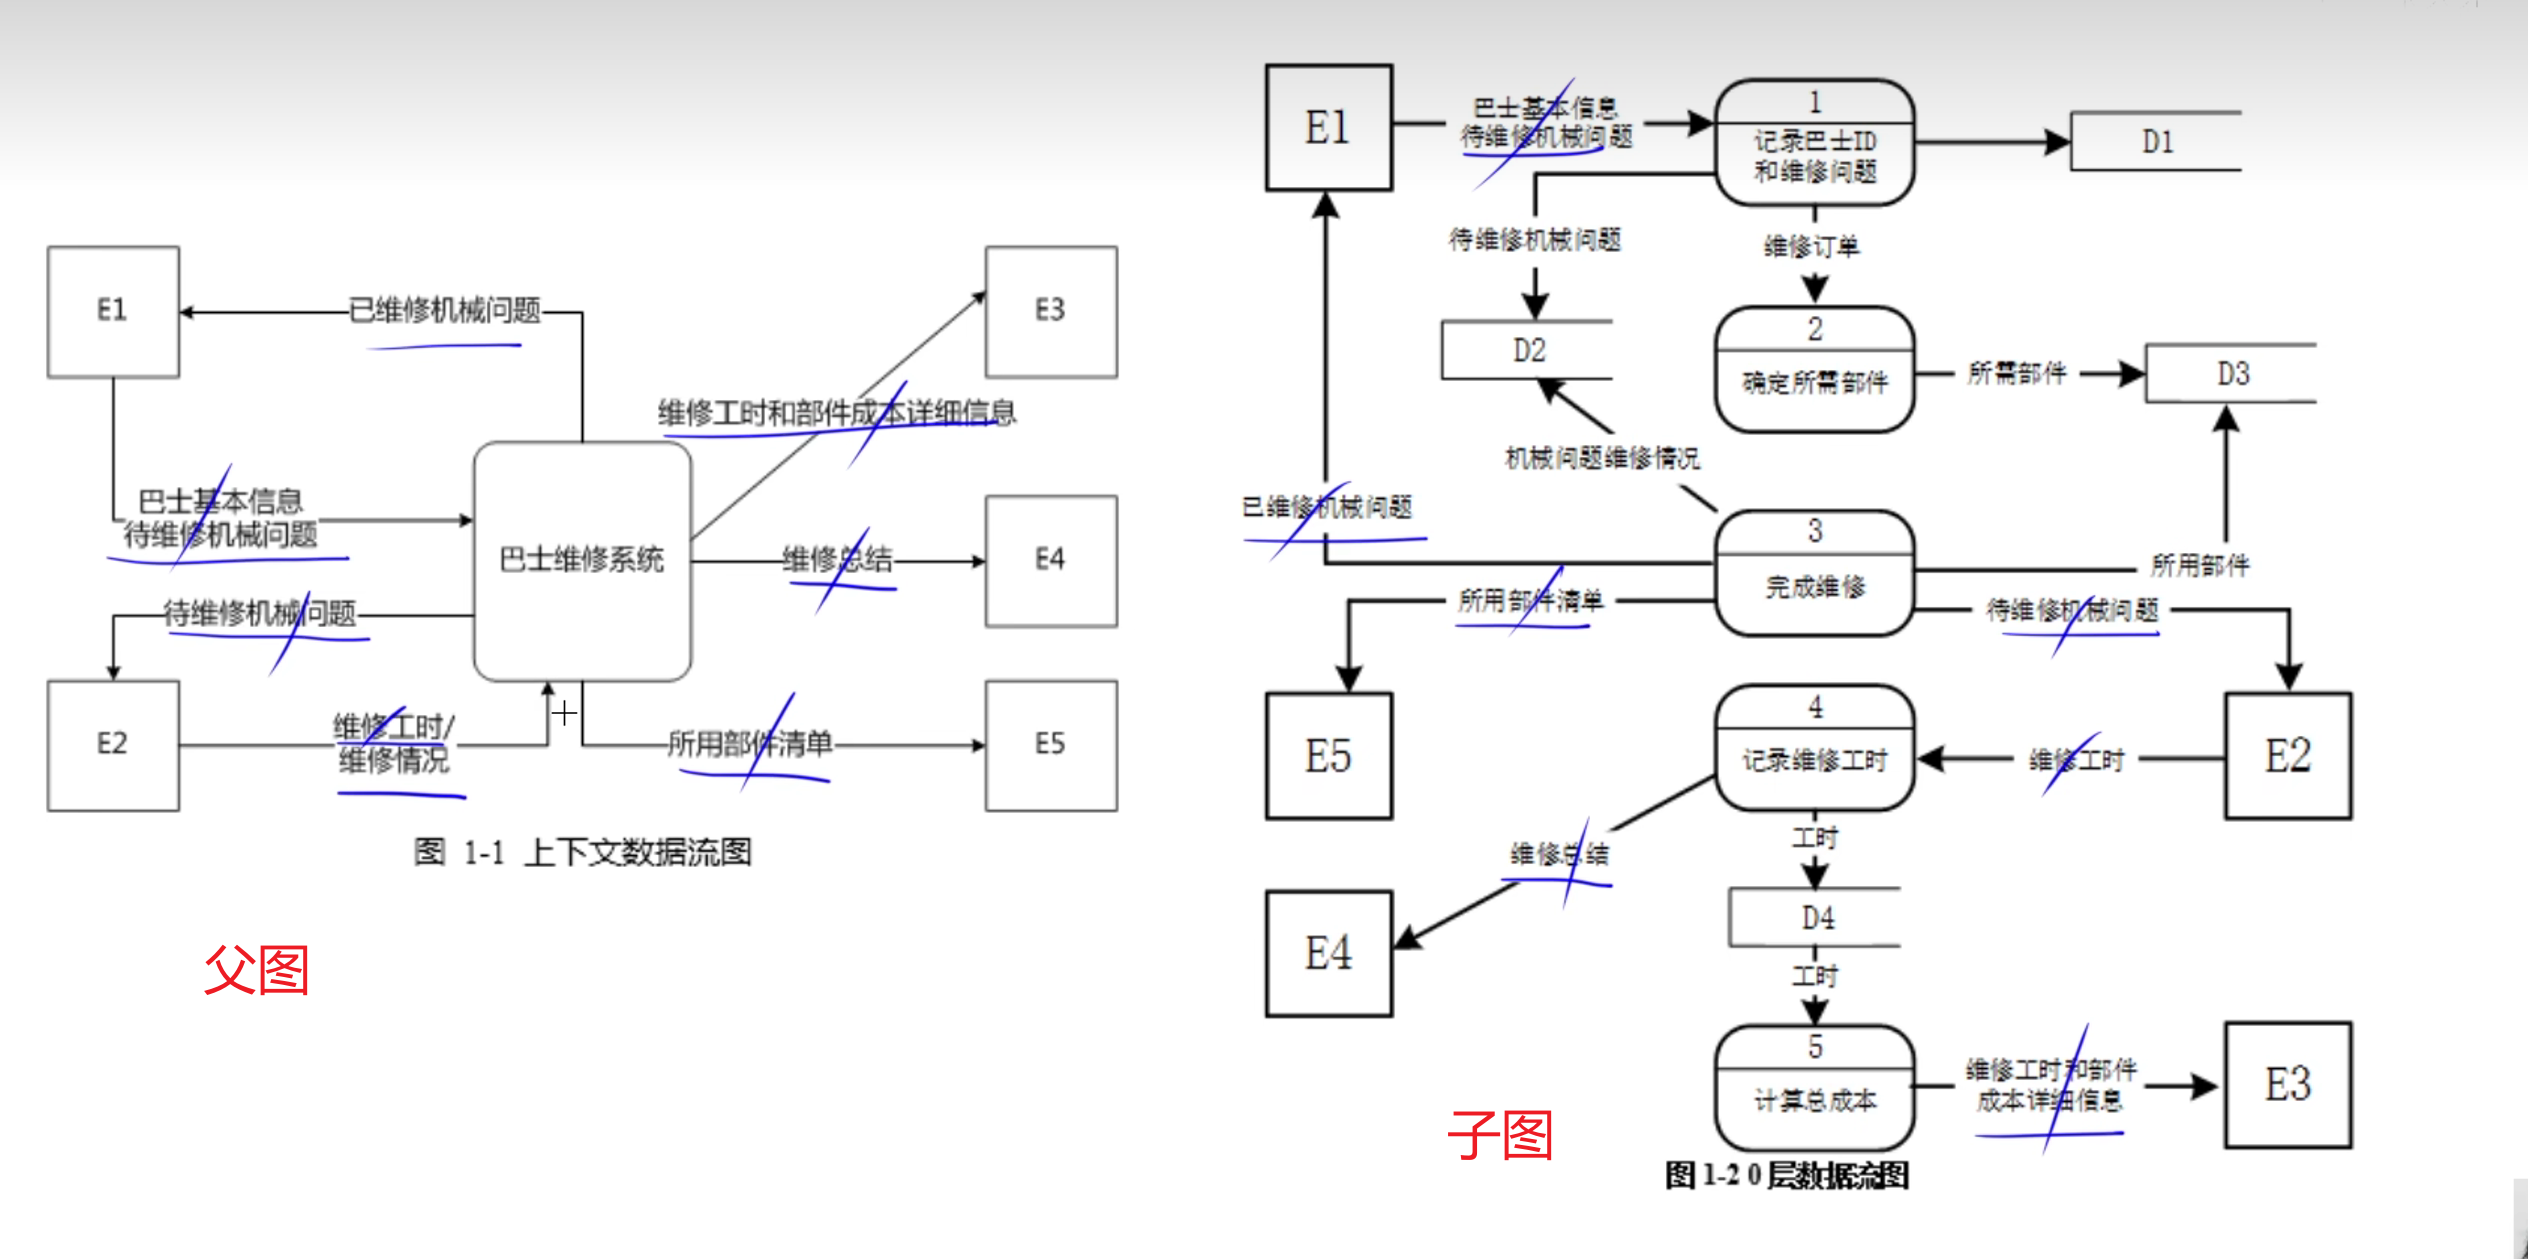 E1
已维修机械问题
E3
维修工时和部件成本详细信息
巴士基本信息
待维修机械问题
巴士维修系统
维修总结
E4
待维修机械问题
E2
维修工时/
维修情况
所用部件清单
E5
图 1-1 上下文数据流图
父图
E1
巴士基本信息
待维修机械问题
1
记录巴士ID
和维修问题
D1
待维修机械问题
维修订单
D2
2
确定所需部件
所需部件
D3
机械问题维修情况
已维修机械问题
3
完成维修
所用部件
所用部件清单
待维修机械问题
E5
4
记录维修工时
维修工时
E2
维修总结
工时
D4
E4
工时
5
计算总成本
维修工时和部件
成本详细信息
E3
子图
图 1-2 0 层数据流图